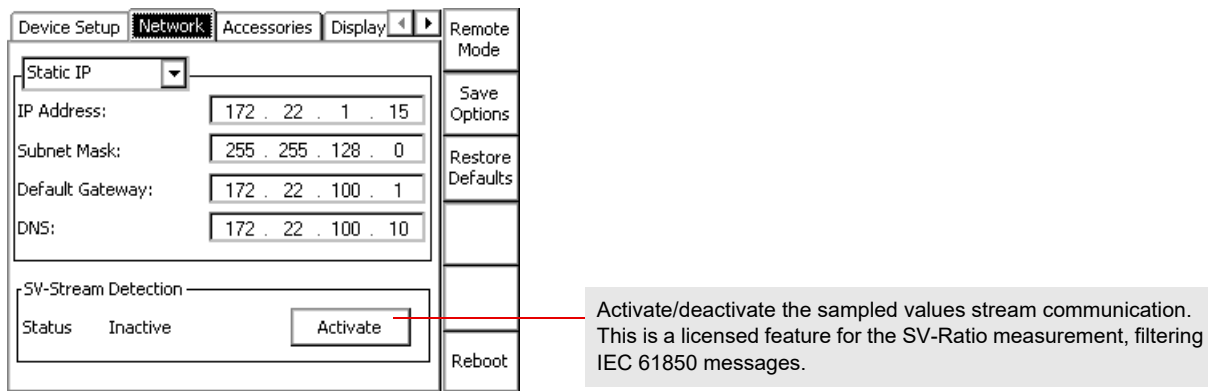 Device Setup Network Accessories Display
Remote
Mode
Static IP
Save
Options
IP Address: 172 . 22 . 1 . 15
Subnet Mask: 255 . 255 . 128 . 0
Restore
Defaults
Default Gateway: 172 . 22 . 100 . 1
DNS: 172 . 22 . 100 . 10
SV-Stream Detection
Status Inactive Activate
Reboot
Activate/deactivate the sampled values stream communication.
This is a licensed feature for the SV-Ratio measurement, filtering
IEC 61850 messages.